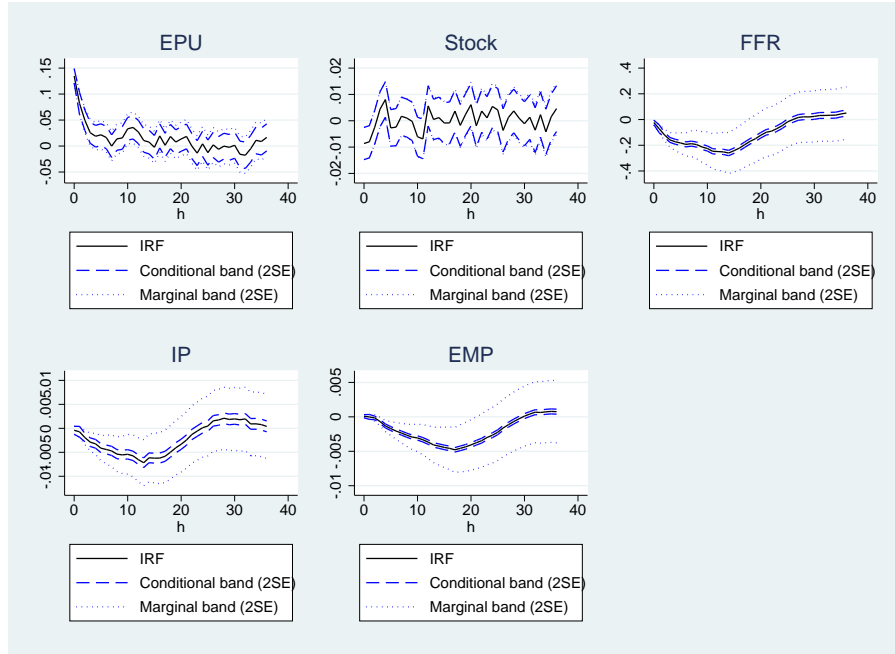 EPU
.15
.1
.05
0
-.05
0 10 20 30 40
h
IRF
Conditional band (2SE)
Marginal band (2SE)
Stock
.02
.01
0
-.01
-.02
0 10 20 30 40
h
IRF
Conditional band (2SE)
Marginal band (2SE)
FFR
.4
.2
0
-.2
-.4
0 10 20 30 40
h
IRF
Conditional band (2SE)
Marginal band (2SE)
IP
.01
.005
0
-.005
-.01
0 10 20 30 40
h
IRF
Conditional band (2SE)
Marginal band (2SE)
EMP
.005
0
-.005
-.01
0 10 20 30 40
h
IRF
Conditional band (2SE)
Marginal band (2SE)